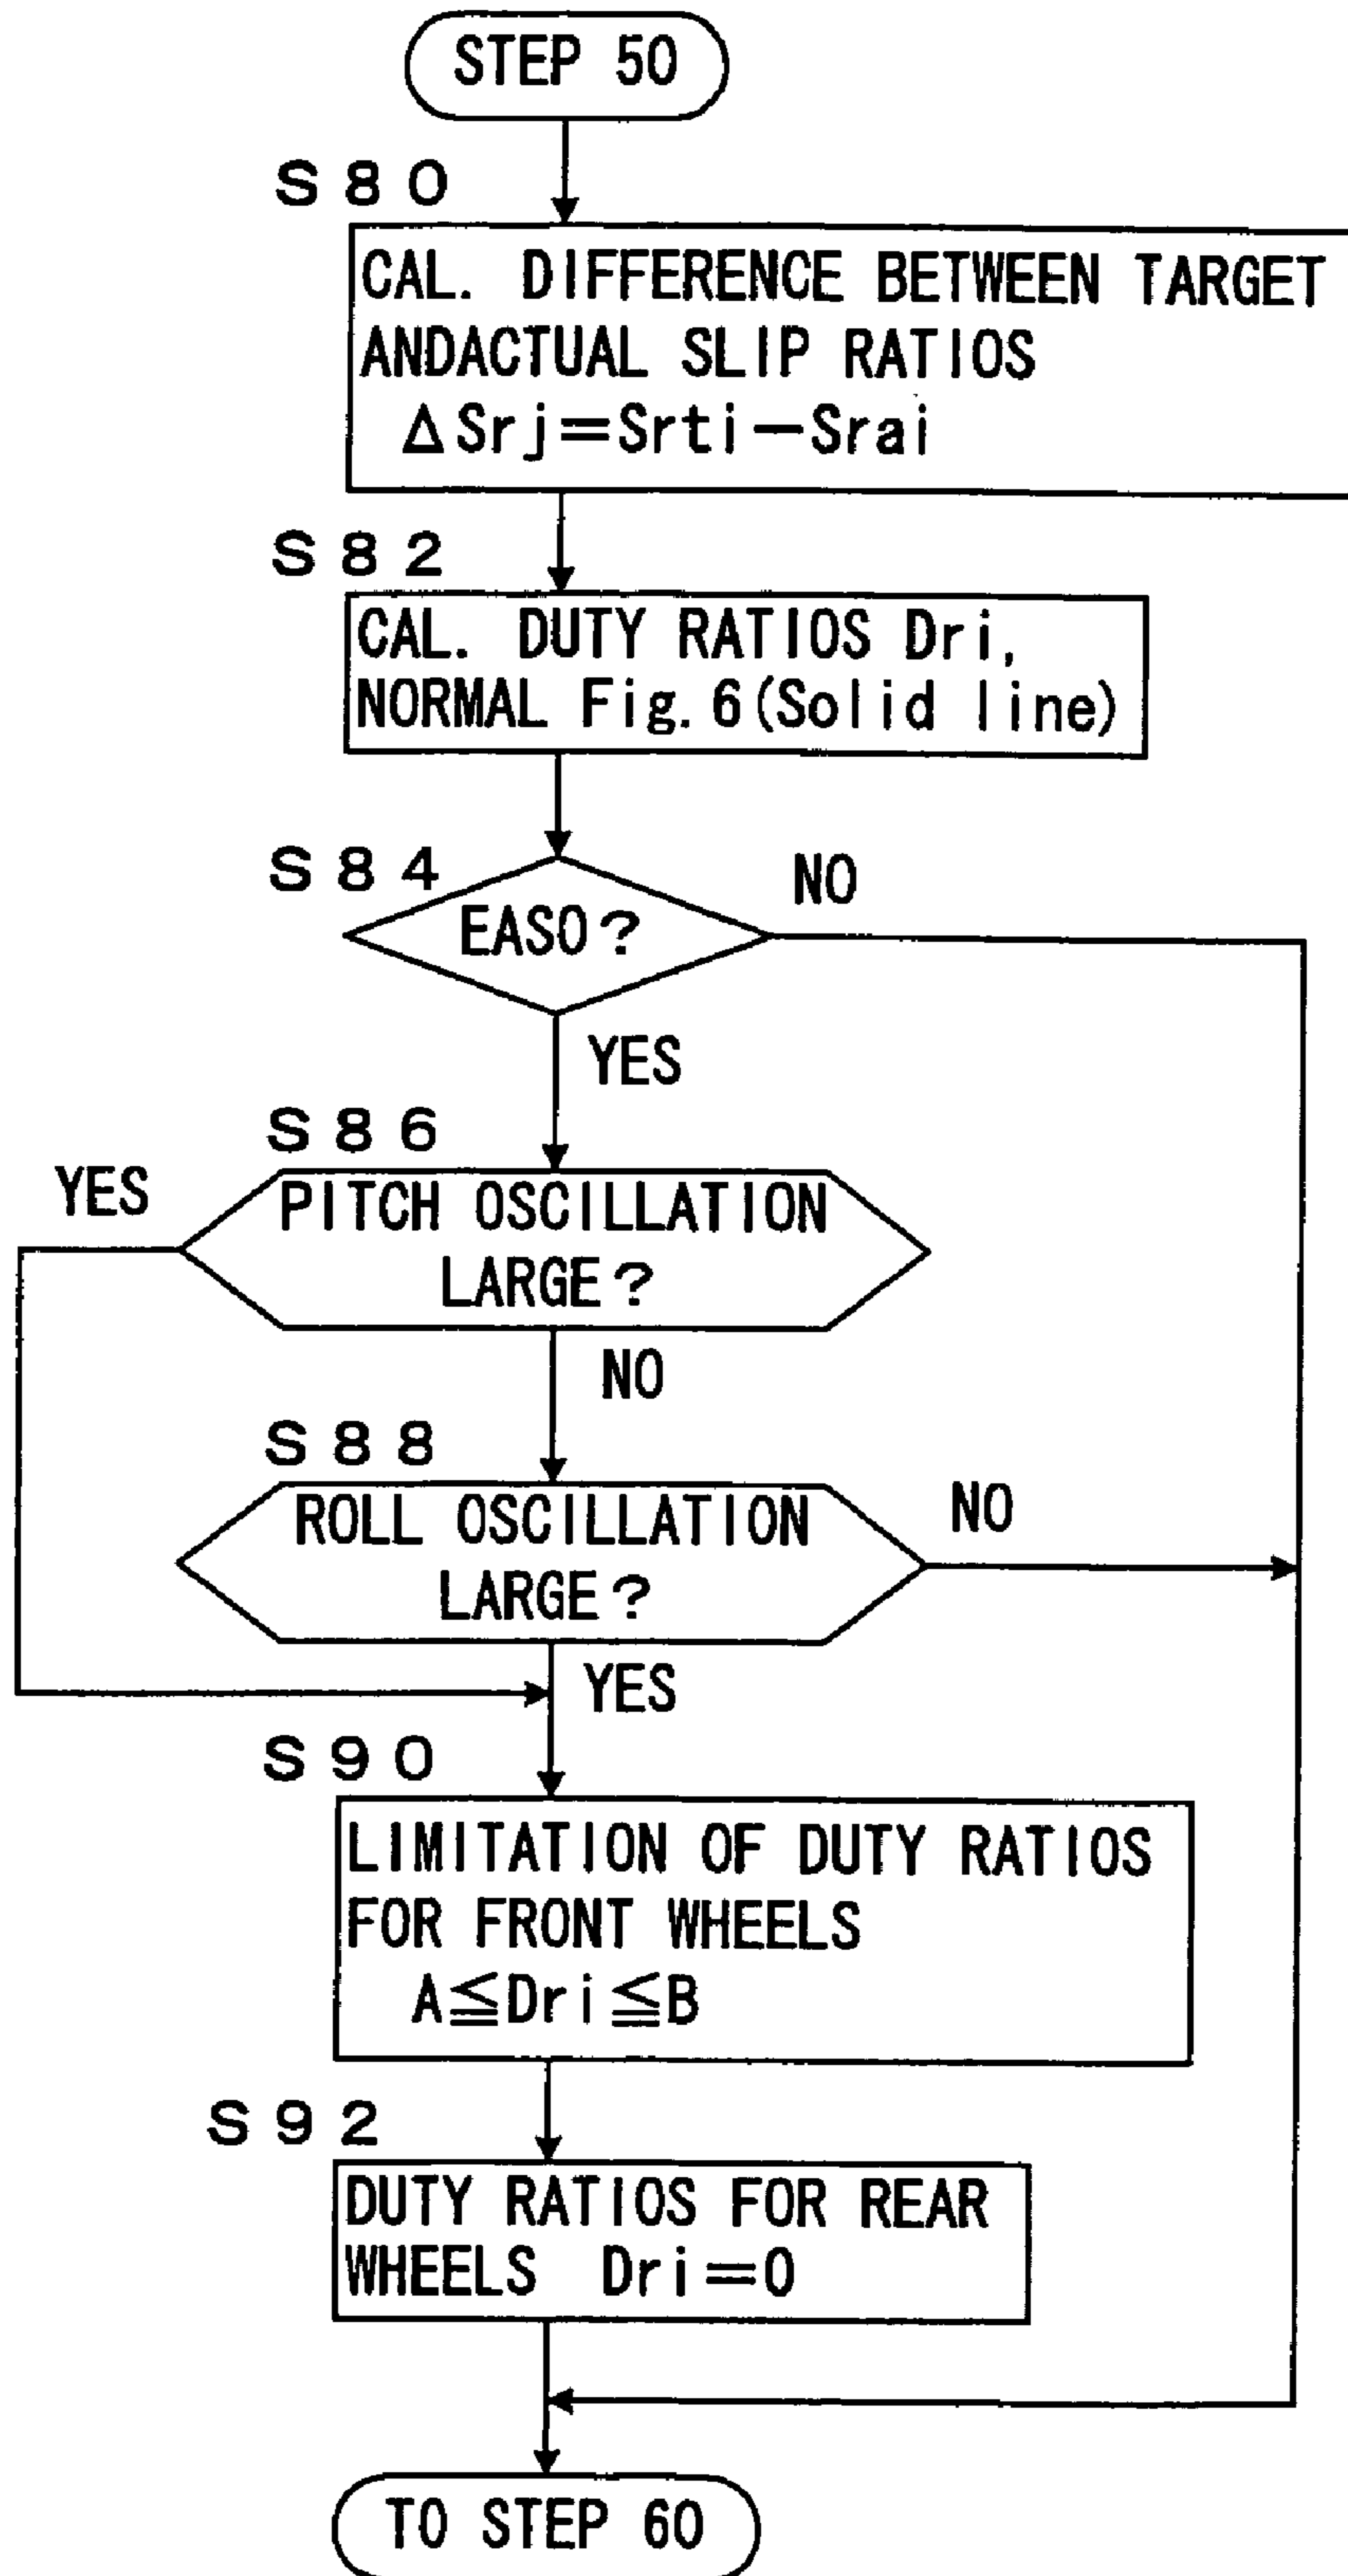 STEP 50
S80
CAL. DIFFERENCE BETWEEN TARGET
ANDACTUAL SLIP RATIOS
ΔSrj=Srti−Srai
S82
CAL. DUTY RATIOS Dri,
NORMAL Fig.6(Solid line)
S84
EASO?
NO
YES
S86
YES
PITCH OSCILLATION
LARGE?
NO
S88
ROLL OSCILLATION
LARGE?
NO
YES
S90
LIMITATION OF DUTY RATIOS
FOR FRONT WHEELS
A≦Dri≦B
S92
DUTY RATIOS FOR REAR
WHEELS Dri=0
TO STEP 60